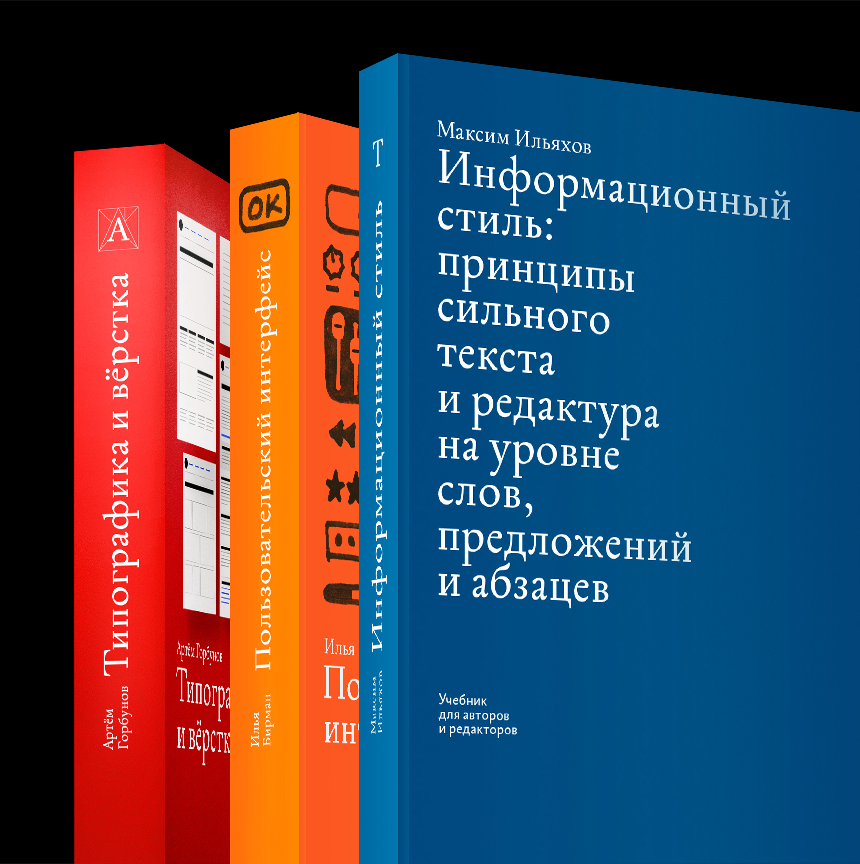 А
Типографика и вёрстка
Артём
Горбунов
Артём Горбунов
Типогра
и вёрстк
ОК
Пользовательский интерфейс
Илья
Бирман
Илья
По
инт
Т
Информационный стиль
Максим
Ильяхов
Максим Ильяхов
Информационный
стиль:
принципы
сильного
текста
и редактура
на уровне
слов,
предложений
и абзацев
Учебник
для авторов
и редакторов